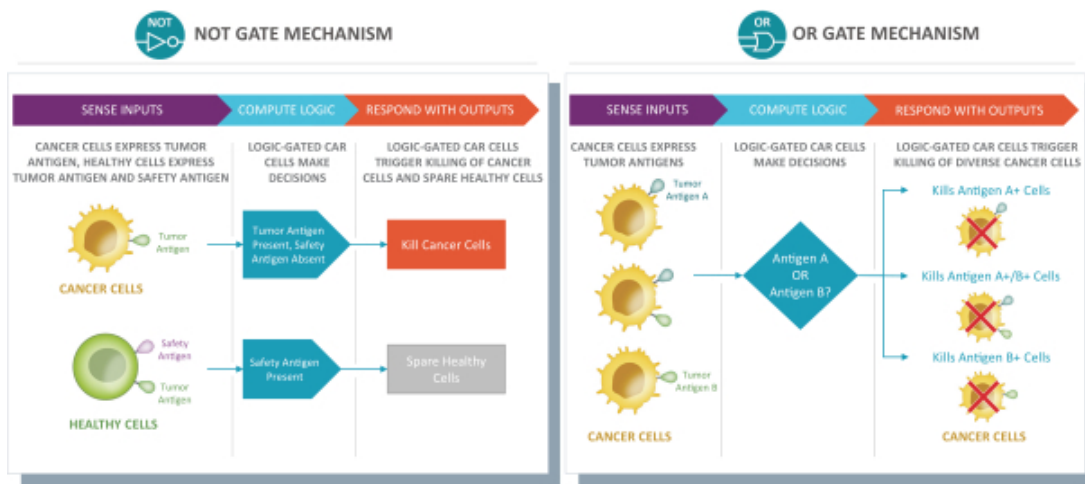 NOT
NOT GATE MECHANISM
SENSE INPUTS
COMPUTE LOGIC
RESPOND WITH OUTPUTS
CANCER CELLS EXPRESS TUMOR
ANTIGEN, HEALTHY CELLS EXPRESS
TUMOR ANTIGEN AND SAFETY ANTIGEN
LOGIC-GATED CAR
CELLS MAKE
DECISIONS
LOGIC-GATED CAR CELLS
TRIGGER KILLING OF CANCER
CELLS AND SPARE HEALTHY CELLS
Tumor
Antigen
CANCER CELLS
Tumor Antigen
Present, Safety
Antigen Absent
Kill Cancer Cells
Safety
Antigen
Tumor
Antigen
HEALTHY CELLS
Safety Antigen
Present
Spare Healthy
Cells
OR
OR GATE MECHANISM
SENSE INPUTS
COMPUTE LOGIC
RESPOND WITH OUTPUTS
CANCER CELLS EXPRESS
TUMOR ANTIGENS
LOGIC-GATED CAR CELLS
MAKE DECISIONS
LOGIC-GATED CAR CELLS TRIGGER
KILLING OF DIVERSE CANCER CELLS
Tumor
Antigen A
Tumor
Antigen B
CANCER CELLS
Antigen A
OR
Antigen B?
Kills Antigen A+ Cells
Kills Antigen A+/B+ Cells
Kills Antigen B+ Cells
CANCER CELLS